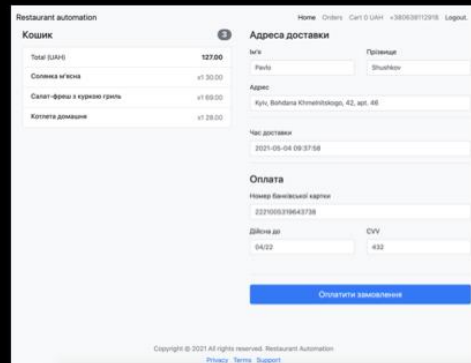 Restaurant automation
Home Orders Cart 0 UAH +380638112918 Logout
Кошик 3
Total (UAH) 127.00
Солянка м'ясна x1 30.00
Салат-фреш з куркою гриль x1 69.00
Котлета домашня x1 28.00
Адреса доставки
Ім'я Прізвище
Pavlo Shushkov
Адрес
Kyiv, Bohdana Khmelnitskogo, 42, apt. 46
Час доставки
2021-05-04 09:37:58
Оплата
Номер банківської картки
2221005319643738
Дійсна до CVV
04/22 432
Оплатити замовлення
Copyright © 2021 All rights reserved. Restaurant Automation
Privacy Terms Support